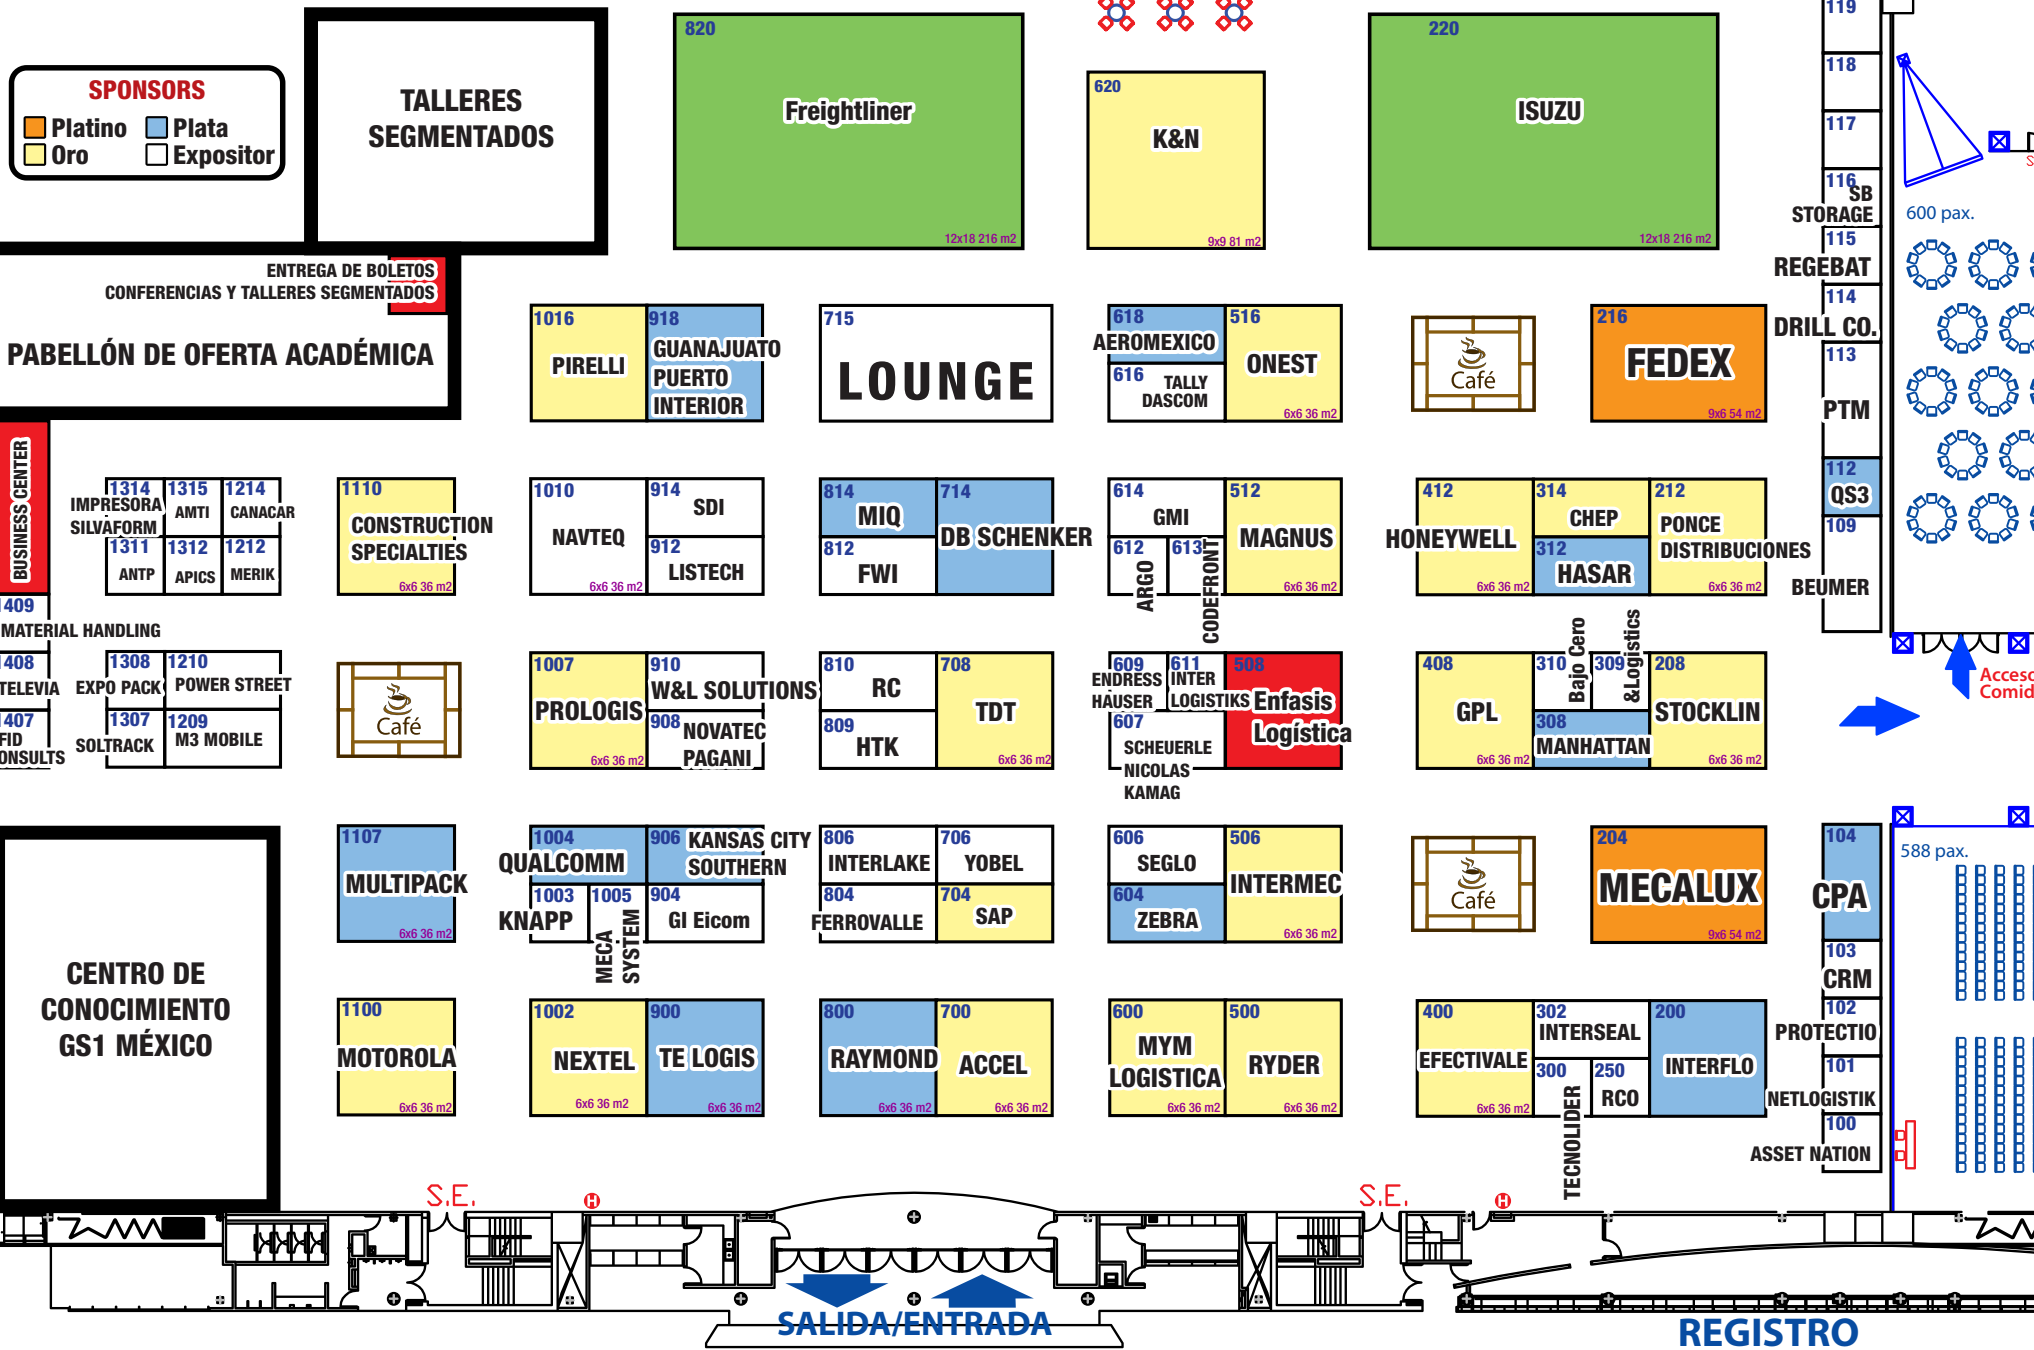 SPONSORS
Platino
Plata
Oro
Expositor
TALLERES
SEGMENTADOS
820
Freightliner
12x18 216 m2
620
K&N
9x9 81 m2
220
ISUZU
12x18 216 m2
119
118
117
116
SB
STORAGE
115
REGEBAT
114
DRILL CO.
113
PTM
112
QS3
109
BEUMER
600 pax.
ENTREGA DE BOLETOS
CONFERENCIAS Y TALLERES SEGMENTADOS
PABELLÓN DE OFERTA ACADÉMICA
1016
PIRELLI
918
GUANAJUATO
PUERTO
INTERIOR
715
LOUNGE
618
AEROMEXICO
616
TALLY
DASCOM
516
ONEST
6x6 36 m2
Café
216
FEDEX
9x6 54 m2
BUSINESS CENTER
1314
IMPRESORA
SILVAFORM
1315
AMTI
1214
CANACAR
1311
ANTP
1312
APICS
1212
MERIK
1110
CONSTRUCTION
SPECIALTIES
6x6 36 m2
1010
NAVTEQ
6x6 36 m2
914
SDI
912
LISTECH
814
MIQ
812
FWI
714
DB SCHENKER
614
GMI
612
ARGO
613
CODEFRONT
512
MAGNUS
6x6 36 m2
412
HONEYWELL
6x6 36 m2
314
CHEP
312
HASAR
212
PONCE
DISTRIBUCIONES
6x6 36 m2
1409
MATERIAL HANDLING
1408
TELEVIA
1407
1308
EXPO PACK
1210
POWER STREET
1307
SOLTRACK
1209
M3 MOBILE
Café
1007
PROLOGIS
6x6 36 m2
910
W&L SOLUTIONS
908
NOVATEC
PAGANI
810
RC
809
HTK
708
TDT
6x6 36 m2
609
ENDRESS
HAUSER
611
INTER
LOGISTIKS
607
SCHEUERLE
NICOLAS
KAMAG
508
Enfasis
Logística
408
GPL
6x6 36 m2
310
Bajo Cero
309
&Logistics
308
MANHATTAN
208
STOCKLIN
6x6 36 m2
Acceso
Comid
1107
MULTIPACK
6x6 36 m2
1004
QUALCOMM
1003
KNAPP
1005
MECA
SYSTEM
906
KANSAS CITY
SOUTHERN
904
GI Eicom
806
INTERLAKE
804
FERROVALLE
706
YOBEL
704
SAP
606
SEGLO
604
ZEBRA
506
INTERMEC
6x6 36 m2
Café
204
MECALUX
9x6 54 m2
104
CPA
103
CRM
102
PROTECTIO
101
NETLOGISTIK
100
ASSET NATION
588 pax.
CENTRO DE
CONOCIMIENTO
GS1 MÉXICO
1100
MOTOROLA
6x6 36 m2
1002
NEXTEL
6x6 36 m2
900
TE LOGIS
6x6 36 m2
800
RAYMOND
6x6 36 m2
700
ACCEL
6x6 36 m2
600
MYM
LOGISTICA
6x6 36 m2
500
RYDER
6x6 36 m2
400
EFECTIVALE
6x6 36 m2
302
INTERSEAL
300
TECNOLIDER
250
RCO
200
INTERFLO
S.E.
H
S.E.
H
SALIDA/ENTRADA
REGISTRO